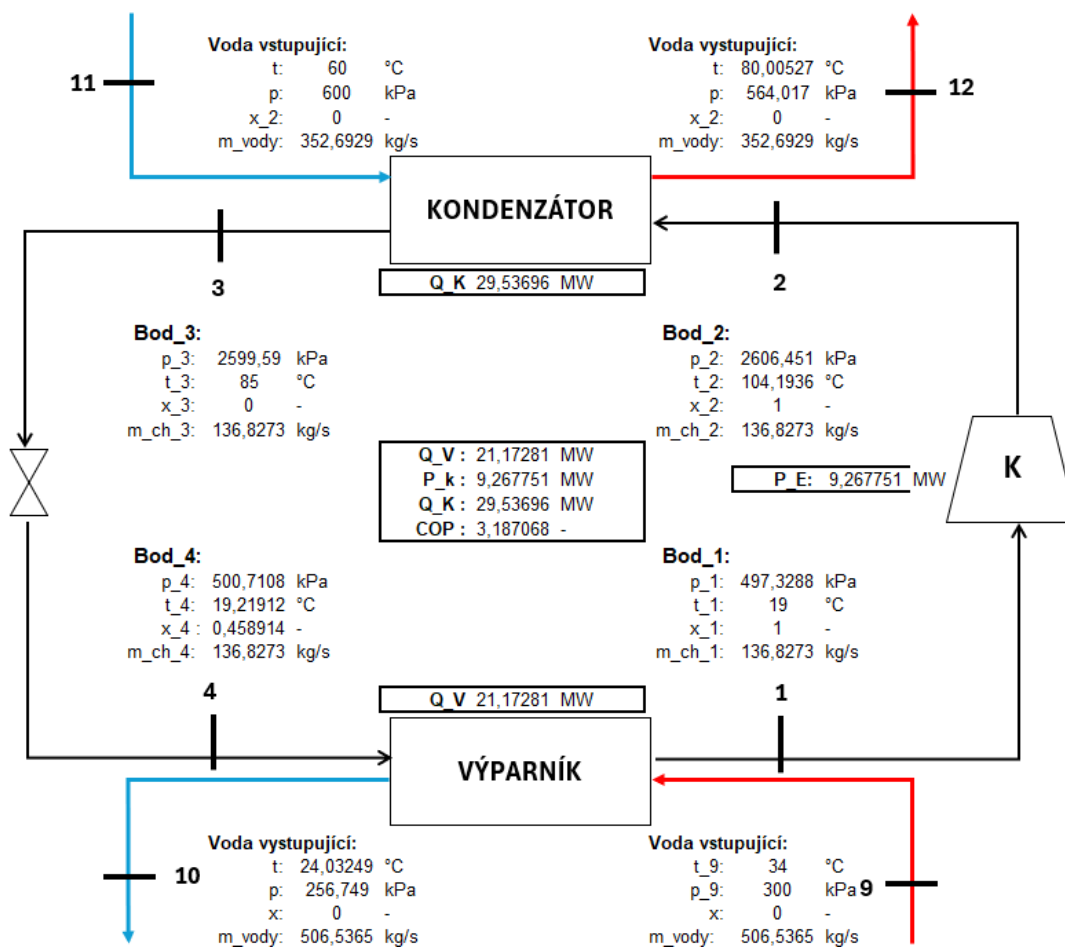 Voda vstupující:
t: 60 °C
p: 600 kPa
x_2: 0 -
m_vody: 352,6929 kg/s
11
Voda vystupující:
t: 80,00527 °C
p: 564,017 kPa
x_2: 0 -
m_vody: 352,6929 kg/s
12
KONDENZÁTOR
Q_K 29,53696 MW
3
2
Bod_3:
p_3: 2599,59 kPa
t_3: 85 °C
x_3: 0 -
m_ch_3: 136,8273 kg/s
Bod_2:
p_2: 2606,451 kPa
t_2: 104,1936 °C
x_2: 1 -
m_ch_2: 136,8273 kg/s
Q_V : 21,17281 MW
P_k : 9,267751 MW
Q_K : 29,53696 MW
COP : 3,187068 -
P_E: 9,267751 MW
K
Bod_4:
p_4: 500,7108 kPa
t_4: 19,21912 °C
x_4 : 0,458914 -
m_ch_4: 136,8273 kg/s
Bod_1:
p_1: 497,3288 kPa
t_1: 19 °C
x_1: 1 -
m_ch_1: 136,8273 kg/s
4
1
Q_V 21,17281 MW
VÝPARNÍK
Voda vystupující:
t: 24,03249 °C
p: 256,749 kPa
x: 0 -
m_vody: 506,5365 kg/s
10
Voda vystupující:
t_9: 34 °C
p_9: 300 kPa
x: 0 -
m_vody: 506,5365 kg/s
9